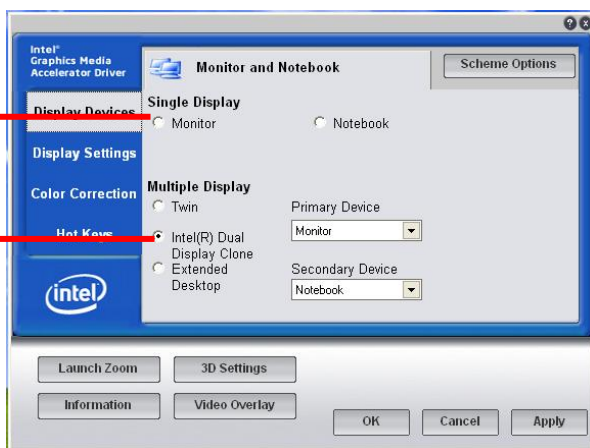 Intel®
Graphics Media
Accelerator Driver
Monitor and Notebook
Scheme Options
Display Devices
Display Settings
Color Correction
Hot Keys
intel
Single Display
Monitor
Notebook
Multiple Display
Twin
Intel(R) Dual
Display Clone
Extended
Desktop
Primary Device
Monitor
Secondary Device
Notebook
Launch Zoom
3D Settings
Information
Video Overlay
OK
Cancel
Apply